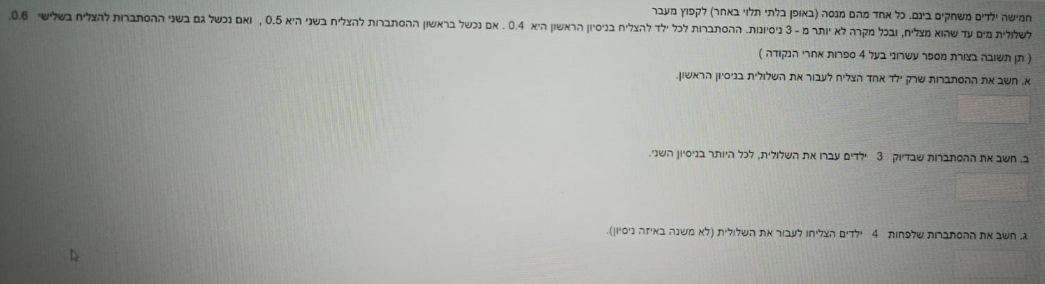 חמישה ילדים משחקים בינם. כל אחד מהם מנסה (באופן בלתי תלוי באחר) לקפוץ מעבר
לשלולית מים עד שהוא מצליח, ובכל מקרה לא יותר מ - 3 ניסיונות. ההסתברות לכל ילד להצליח בניסיון הראשון היא 0.4 . אם נכשל בראשון ההסתברות להצליח בשני היא 0.5 , ואם נכשל גם בשני ההסתברות להצליח בשלישי 0.6.
( תן תשובה בצורת מספר עשרוני בעל 4 ספרות אחרי הנקודה )
א. חשב את ההסתברות שרק ילד אחד הצליח לעבור את השלולית בניסיון הראשון.
ב. חשב את ההסתברות שבדיוק 3 ילדים עברו את השלולית, לכל היותר בניסיון השני.
ג. חשב את ההסתברות שלפחות 4 ילדים הצליחו לעבור את השלולית (לא משנה באיזה ניסיון).